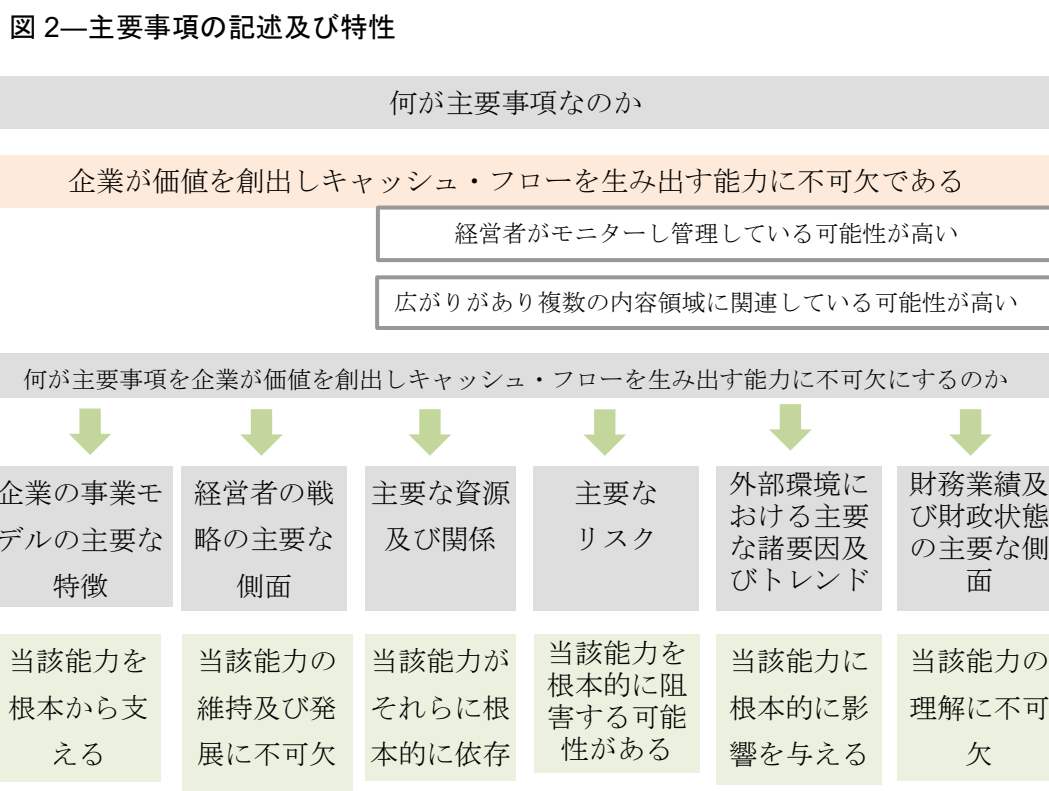 図 2—主要事項の記述及び特性
何が主要事項なのか
企業が価値を創出しキャッシュ・フローを生み出す能力に不可欠である
経営者がモニターし管理している可能性が高い
広がりがあり複数の内容領域に関連している可能性が高い
何が主要事項を企業が価値を創出しキャッシュ・フローを生み出す能力に不可欠にするのか
企業の事業モ
デルの主要な
特徴
経営者の戦
略の主要な
側面
主要な資源
及び関係
主要な
リスク
外部環境に
おける主要
な諸要因及
びトレンド
財務業績及
び財政状態
の主要な側
面
当該能力を
根本から支
える
当該能力の
維持及び発
展に不可欠
当該能力が
それらに根
本的に依存
当該能力を
根本的に阻
害する可能
性がある
当該能力に
根本的に影
響を与える
当該能力の
理解に不可
欠